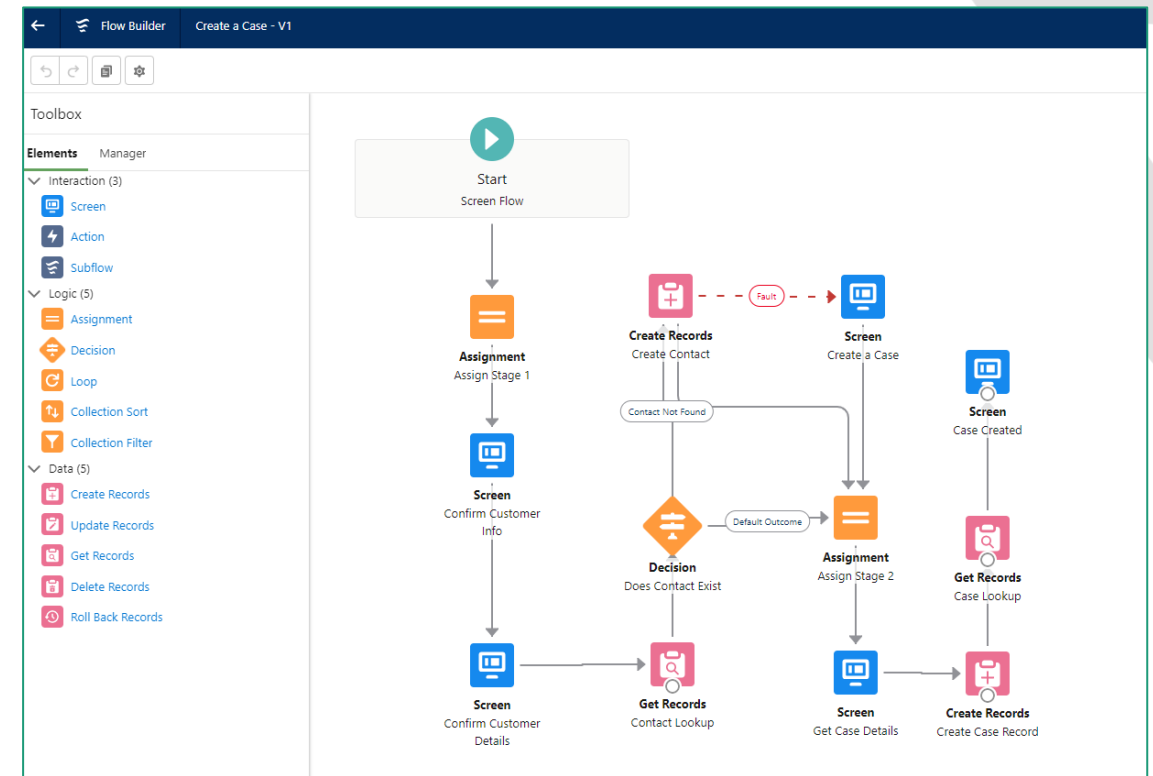 Flow Builder
Create a Case - V1
Toolbox
Elements
Manager
Interaction (3)
Screen
Action
Subflow
Logic (5)
Assignment
Decision
Loop
Collection Sort
Collection Filter
Data (5)
Create Records
Update Records
Get Records
Delete Records
Roll Back Records
Start
Screen Flow
Assignment
Assign Stage 1
Screen
Confirm Customer
Info
Screen
Confirm Customer
Details
Create Records
Create Contact
Fault
Screen
Create a Case
Contact Not Found
Decision
Does Contact Exist
Default Outcome
Get Records
Contact Lookup
Assignment
Assign Stage 2
Screen
Get Case Details
Screen
Case Created
Get Records
Case Lookup
Create Records
Create Case Record